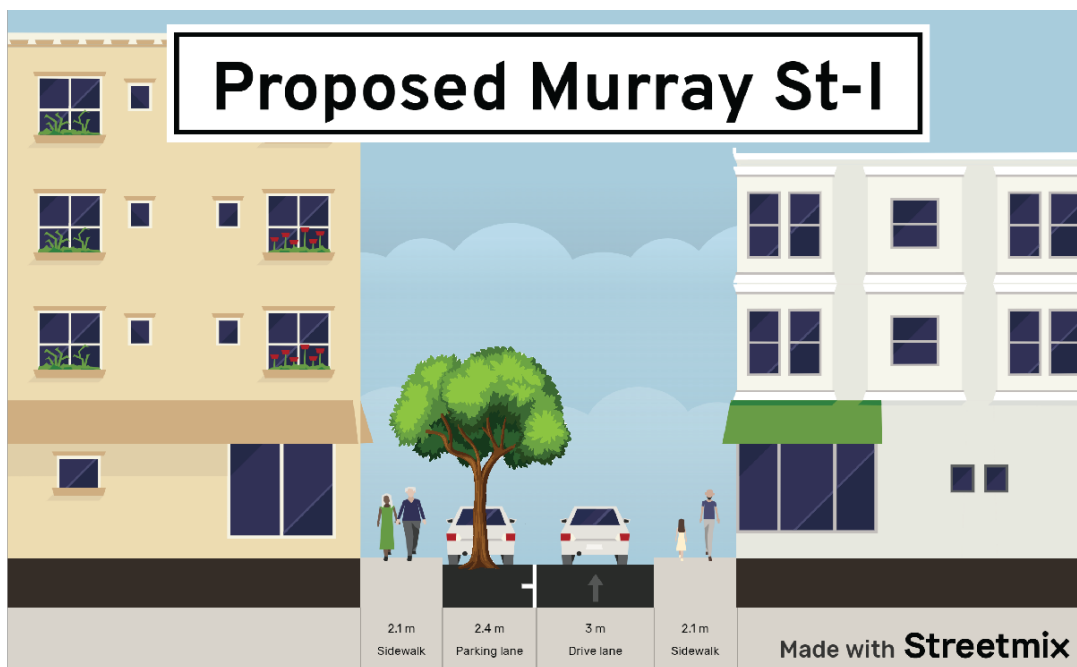 Proposed Murray St-I
2.1 m
Sidewalk
2.4 m
Parking lane
3 m
Drive lane
2.1 m
Sidewalk
Made with Streetmix